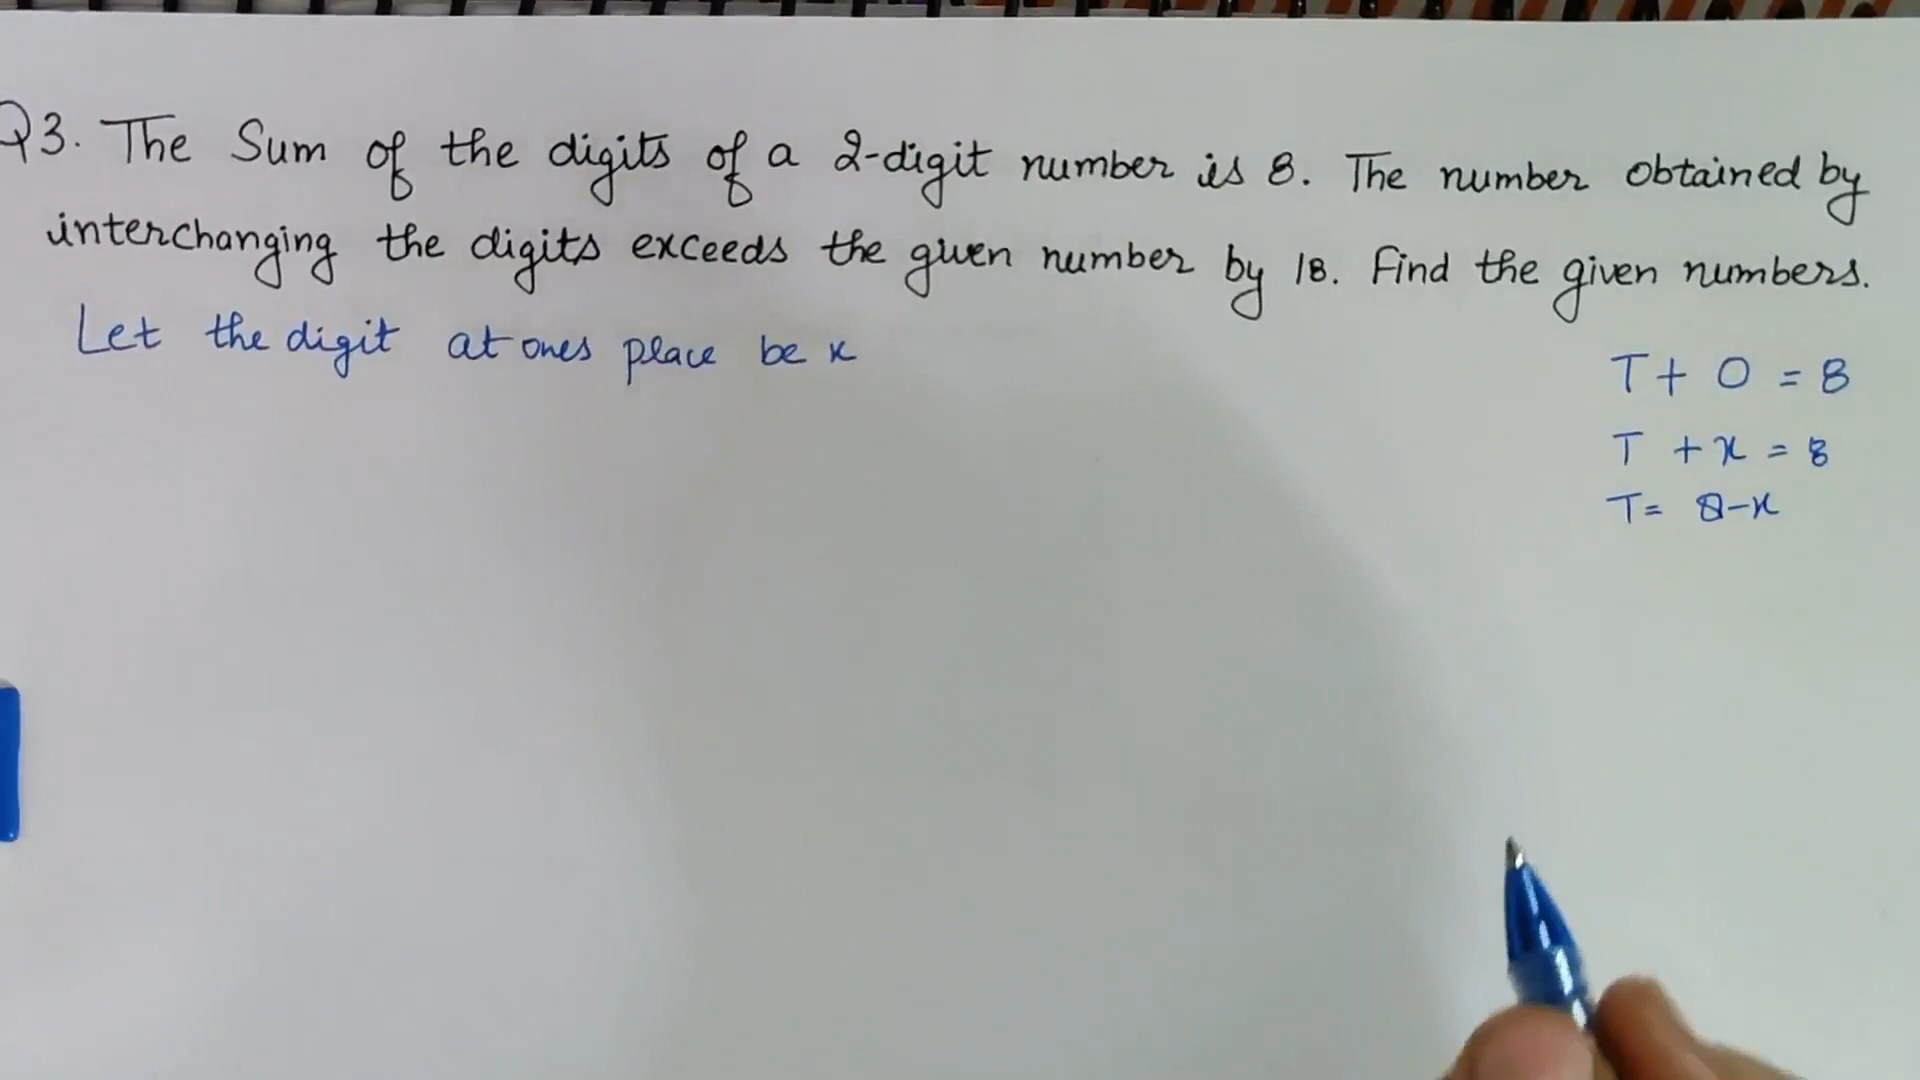 Q3. The Sum of the digits of a 2-digit number is 8. The number obtained by
interchanging the digits exceeds the given number by 18. Find the given numbers.
Let the digit at ones place be x
T + O = 8
T + x = 8
T = 8-x